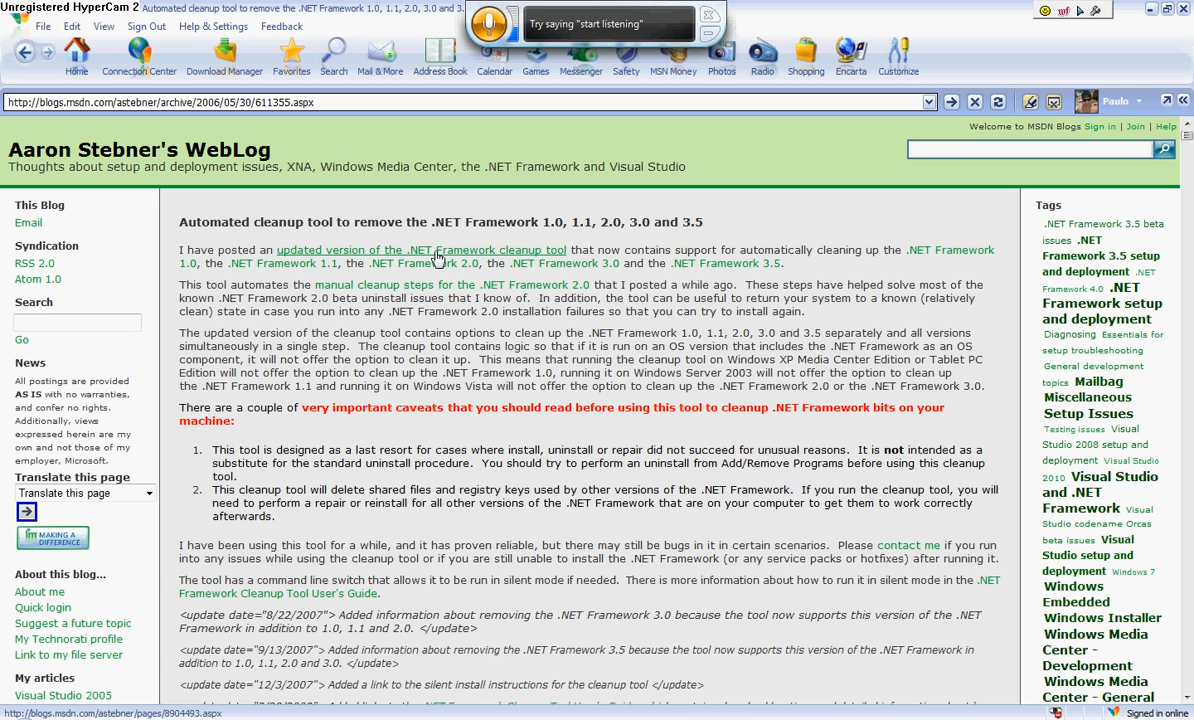 Unregistered HyperCam 2
Automated cleanup tool to remove the .NET Framework 1.0, 1.1, 2.0, 3.0 and 3.5
Try saying "start listening"
File Edit View Sign Out Help & Settings Feedback
Home Connection Center Download Manager Favorites Search Mail & More Address Book Calendar Games Messenger Safety MSN Money Photos Radio Shopping Encarta Customize
http://blogs.msdn.com/astebner/archive/2006/05/30/611355.aspx
Paulo
Welcome to MSDN Blogs Sign in | Join | Help
Aaron Stebner's WebLog
Thoughts about setup and deployment issues, XNA, Windows Media Center, the .NET Framework and Visual Studio
This Blog
Email
Syndication
RSS 2.0
Atom 1.0
Search
Go
News
All postings are provided
AS IS with no warranties,
and confer no rights.
Additionally, views
expressed herein are my
own and not those of my
employer, Microsoft.
Translate this page
Translate this page
i'm MAKING A
DIFFERENCE
About this blog...
About me
Quick login
Suggest a future topic
My Technorati profile
Link to my file server
My articles
Visual Studio 2005
Automated cleanup tool to remove the .NET Framework 1.0, 1.1, 2.0, 3.0 and 3.5
I have posted an updated version of the .NET Framework cleanup tool that now contains support for automatically cleaning up the .NET Framework
1.0, the .NET Framework 1.1, the .NET Framework 2.0, the .NET Framework 3.0 and the .NET Framework 3.5.
This tool automates the manual cleanup steps for the .NET Framework 2.0 that I posted a while ago. These steps have helped solve most of the
known .NET Framework 2.0 beta uninstall issues that I know of. In addition, the tool can be useful to return your system to a known (relatively
clean) state in case you run into any .NET Framework 2.0 installation failures so that you can try to install again.
The updated version of the cleanup tool contains options to clean up the .NET Framework 1.0, 1.1, 2.0, 3.0 and 3.5 separately and all versions
simultaneously in a single step. The cleanup tool contains logic so that if it is run on an OS version that includes the .NET Framework as an OS
component, it will not offer the option to clean it up. This means that running the cleanup tool on Windows XP Media Center Edition or Tablet PC
Edition will not offer the option to clean up the .NET Framework 1.0, running it on Windows Server 2003 will not offer the option to clean up
the .NET Framework 1.1 and running it on Windows Vista will not offer the option to clean up the .NET Framework 2.0 or the .NET Framework 3.0.
There are a couple of very important caveats that you should read before using this tool to cleanup .NET Framework bits on your
machine:
1. This tool is designed as a last resort for cases where install, uninstall or repair did not succeed for unusual reasons. It is not intended as a
substitute for the standard uninstall procedure. You should try to perform an uninstall from Add/Remove Programs before using this cleanup
tool.
2. This cleanup tool will delete shared files and registry keys used by other versions of the .NET Framework. If you run the cleanup tool, you will
need to perform a repair or reinstall for all other versions of the .NET Framework that are on your computer to get them to work correctly
afterwards.
I have been using this tool for a while, and it has proven reliable, but there may still be bugs in it in certain scenarios. Please contact me if you run
into any issues while using the cleanup tool or if you are still unable to install the .NET Framework (or any service packs or hotfixes) after running it.
The tool has a command line switch that allows it to be run in silent mode if needed. There is more information about how to run it in silent mode in the .NET
Framework Cleanup Tool User's Guide.
<update date="8/22/2007"> Added information about removing the .NET Framework 3.0 because the tool now supports this version of the .NET
Framework in addition to 1.0, 1.1 and 2.0. </update>
<update date="9/13/2007"> Added information about removing the .NET Framework 3.5 because the tool now supports this version of the .NET Framework in
addition to 1.0, 1.1, 2.0 and 3.0. </update>
<update date="12/3/2007"> Added a link to the silent install instructions for the cleanup tool </update>
Tags
.NET Framework 3.5 beta
issues .NET
Framework 3.5 setup
and deployment .NET
Framework 4.0 .NET
Framework setup
and deployment
Diagnosing Essentials for
setup troubleshooting
General development
topics Mailbag
Miscellaneous
Setup Issues
Testing issues Visual
Studio 2008 setup and
deployment Visual Studio
2010 Visual Studio
and .NET
Framework Visual
Studio codename Orcas
beta issues Visual
Studio setup and
deployment Windows 7
Windows
Embedded
Windows Installer
Windows Media
Center -
Development
Windows Media
Center - General
http://blogs.msdn.com/astebner/pages/8904493.aspx
Signed in online